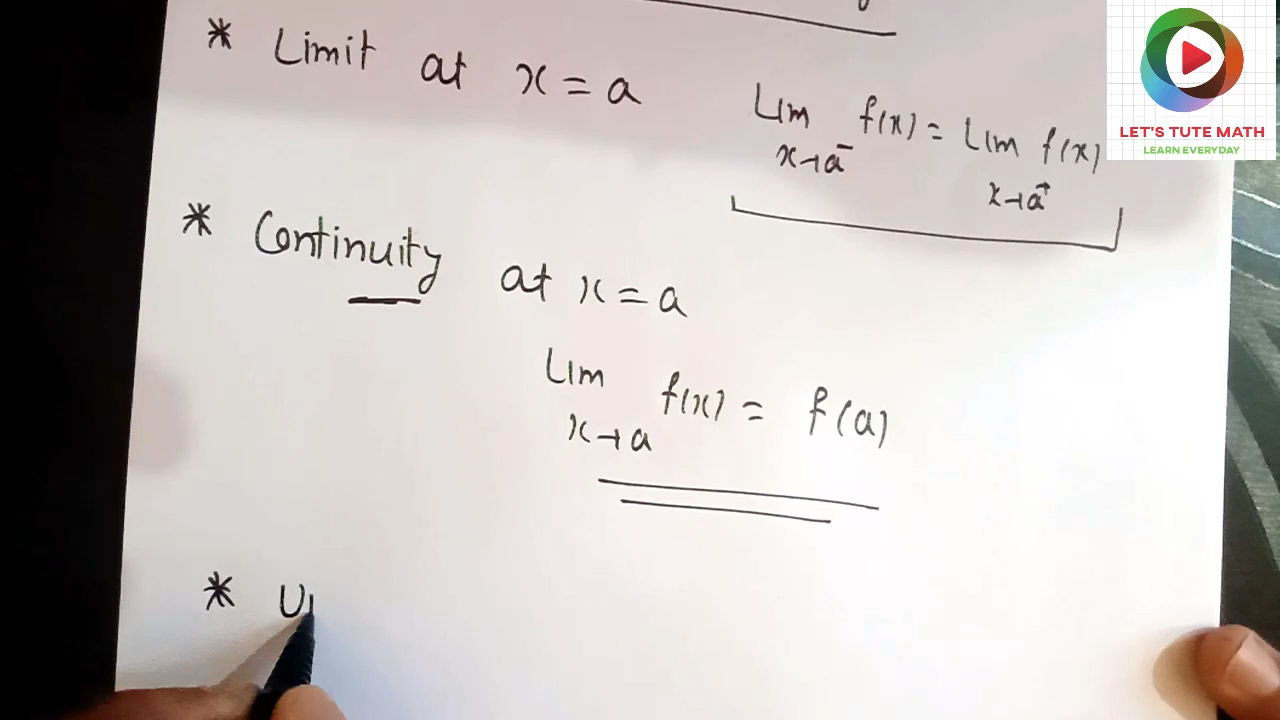 * Limit at x = a
Lim f(x) = Lim f(x)
x→a⁻ x→a⁺
* Continuity at x = a
Lim f(x) = f(a)
x→a
* U
LET'S TUTE MATH
LEARN EVERYDAY